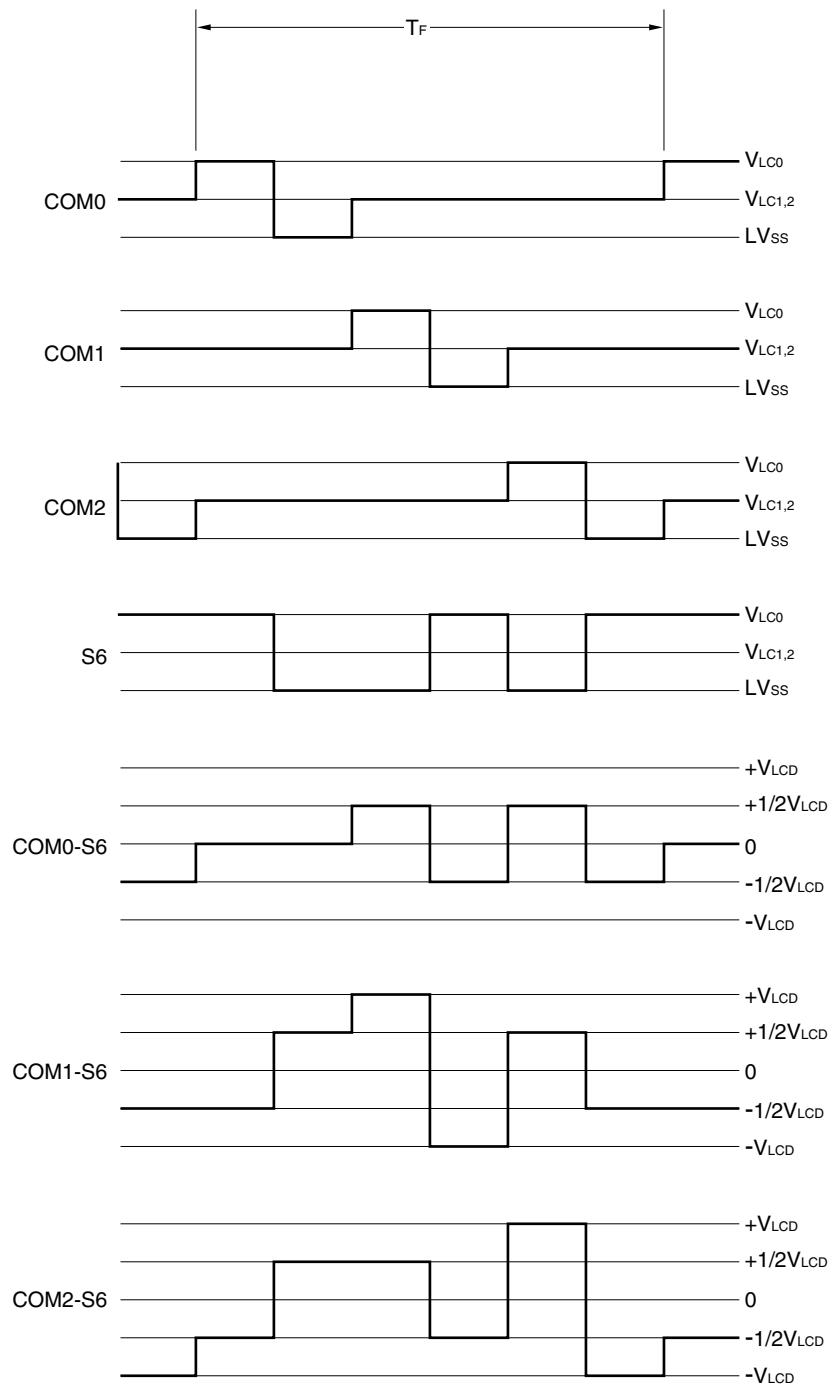 TF
VLC0
COM0 VLC1,2
LVSS
VLC0
COM1 VLC1,2
LVSS
VLC0
COM2 VLC1,2
LVSS
VLC0
S6 VLC1,2
LVSS
+VLCD
+1/2VLCD
COM0-S6 0
-1/2VLCD
-VLCD
+VLCD
+1/2VLCD
COM1-S6 0
-1/2VLCD
-VLCD
+VLCD
+1/2VLCD
COM2-S6 0
-1/2VLCD
-VLCD